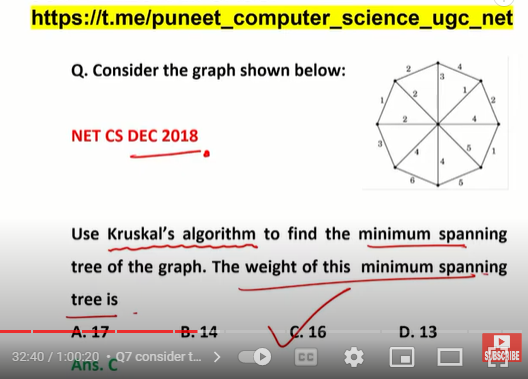 https://t.me/puneet_computer_science_ugc_net
Q. Consider the graph shown below:
2 4
3
1 2 1 2
2 4
3 4 5 1
4
6 5
NET CS DEC 2018
Use Kruskal's algorithm to find the minimum spanning
tree of the graph. The weight of this minimum spanning
tree is
A. 17 B. 14 C. 16 D. 13
32:40 / 1:00:20 • Q7 consider t... CC SUBSCRIBE
Ans. C